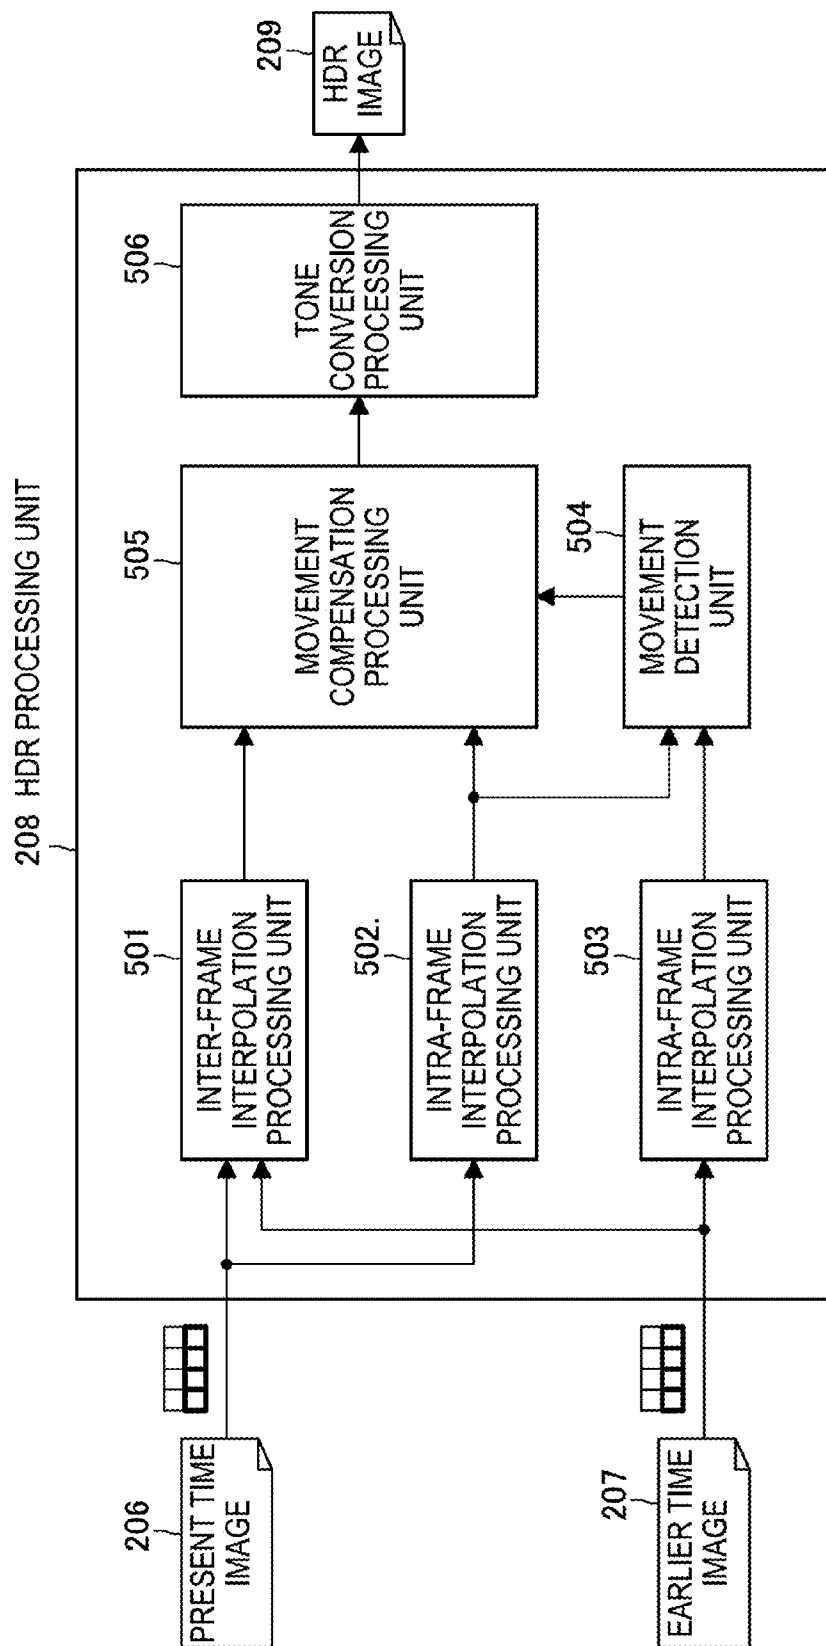 208 HDR PROCESSING UNIT
206
PRESENT TIME
IMAGE
207
EARLIER TIME
IMAGE
501
INTER-FRAME
INTERPOLATION
PROCESSING UNIT
502.
INTRA-FRAME
INTERPOLATION
PROCESSING UNIT
503
INTRA-FRAME
INTERPOLATION
PROCESSING UNIT
505
MOVEMENT
COMPENSATION
PROCESSING
UNIT
504
MOVEMENT
DETECTION
UNIT
506
TONE
CONVERSION
PROCESSING
UNIT
209
HDR
IMAGE